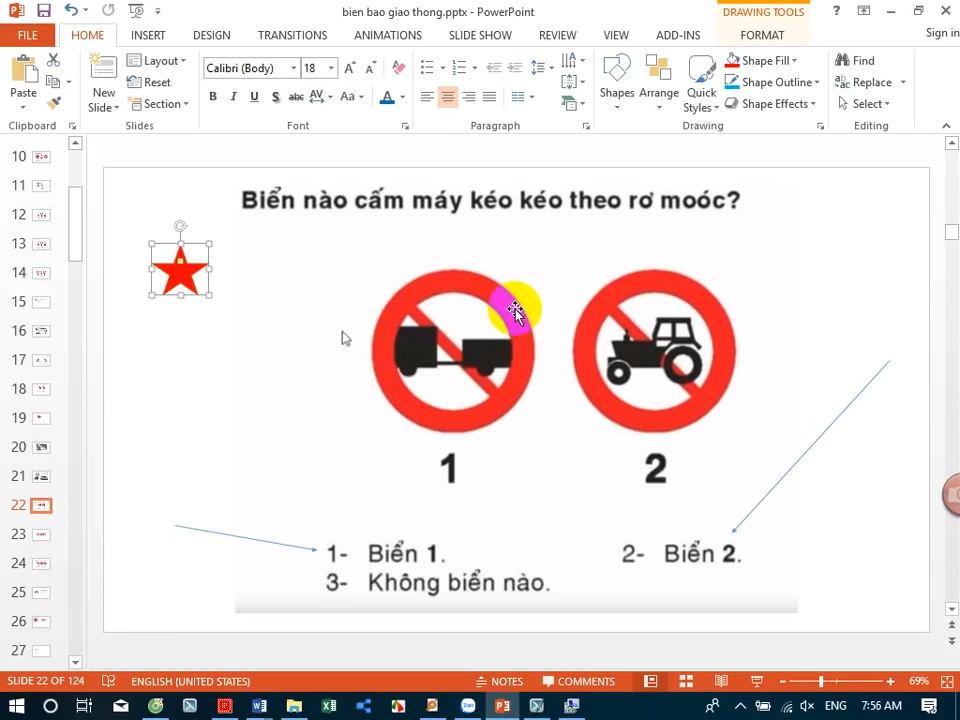 bien bao giao thong.pptx - PowerPoint
DRAWING TOOLS
?
Sign in
FILE HOME INSERT DESIGN TRANSITIONS ANIMATIONS SLIDE SHOW REVIEW VIEW ADD-INS FORMAT
Paste
New
Slide
Layout
Reset
Section
Calibri (Body) 18
B I U S abc AV Aa A
Shapes
Arrange
Quick
Styles
Shape Fill
Shape Outline
Shape Effects
Find
Replace
Select
Clipboard Slides Font Paragraph Drawing Editing
10
11
12
13
14
15
16
17
18
19
20
21
22
23
24
25
26
27
Biển nào cấm máy kéo kéo theo rơ moóc?
1 2
1- Biển 1. 2- Biển 2.
3- Không biển nào.
SLIDE 22 OF 124 ENGLISH (UNITED STATES) NOTES COMMENTS 69%
ENG 7:56 AM